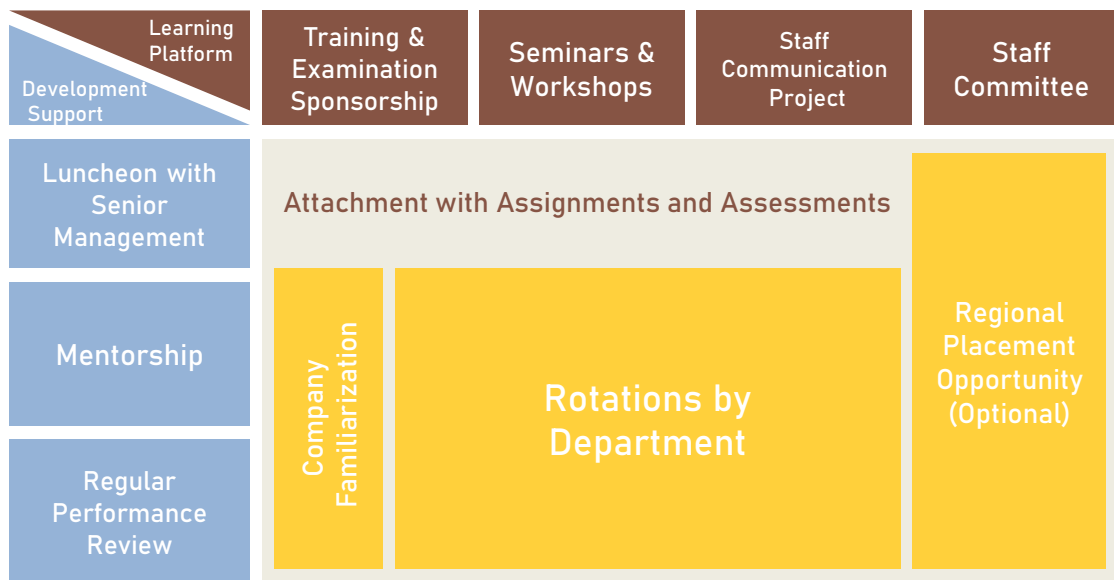 Learning
Platform
Development
Support
Training &
Examination
Sponsorship
Seminars &
Workshops
Staff
Communication
Project
Staff
Committee
Luncheon with
Senior
Management
Mentorship
Regular
Performance
Review
Attachment with Assignments and Assessments
Company
Familiarization
Rotations by
Department
Regional
Placement
Opportunity
(Optional)